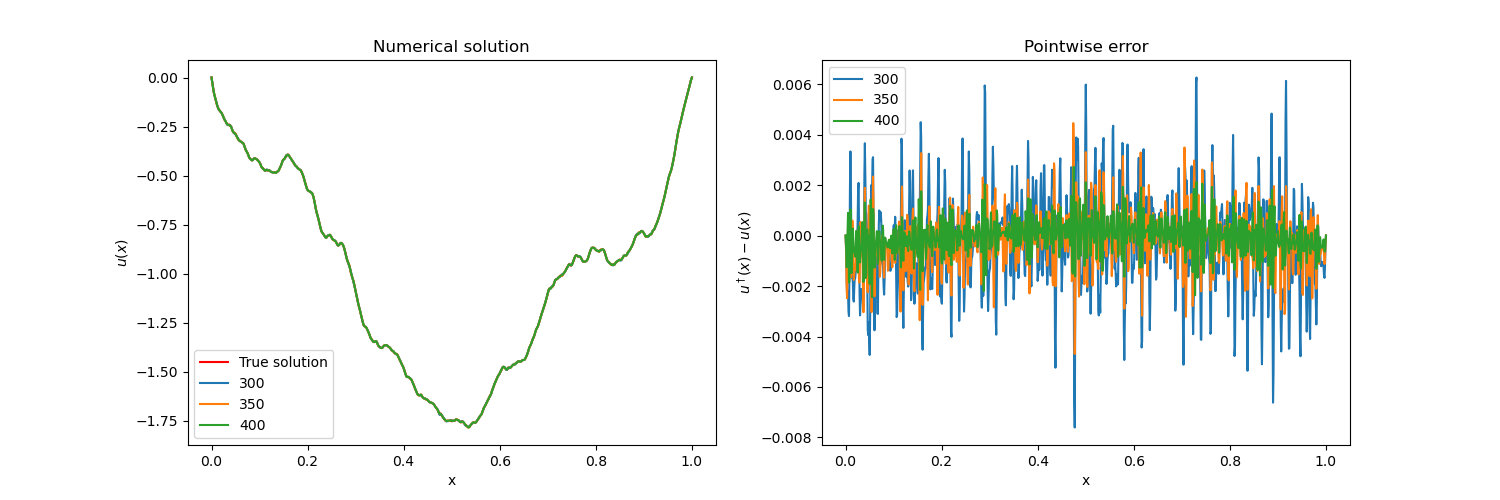 Numerical solution
u(x)
0.00
−0.25
−0.50
−0.75
−1.00
−1.25
−1.50
−1.75
True solution
300
350
400
0.0 0.2 0.4 0.6 0.8 1.0
x
Pointwise error
u†(x) − u(x)
0.006
0.004
0.002
0.000
−0.002
−0.004
−0.006
−0.008
300
350
400
0.0 0.2 0.4 0.6 0.8 1.0
x